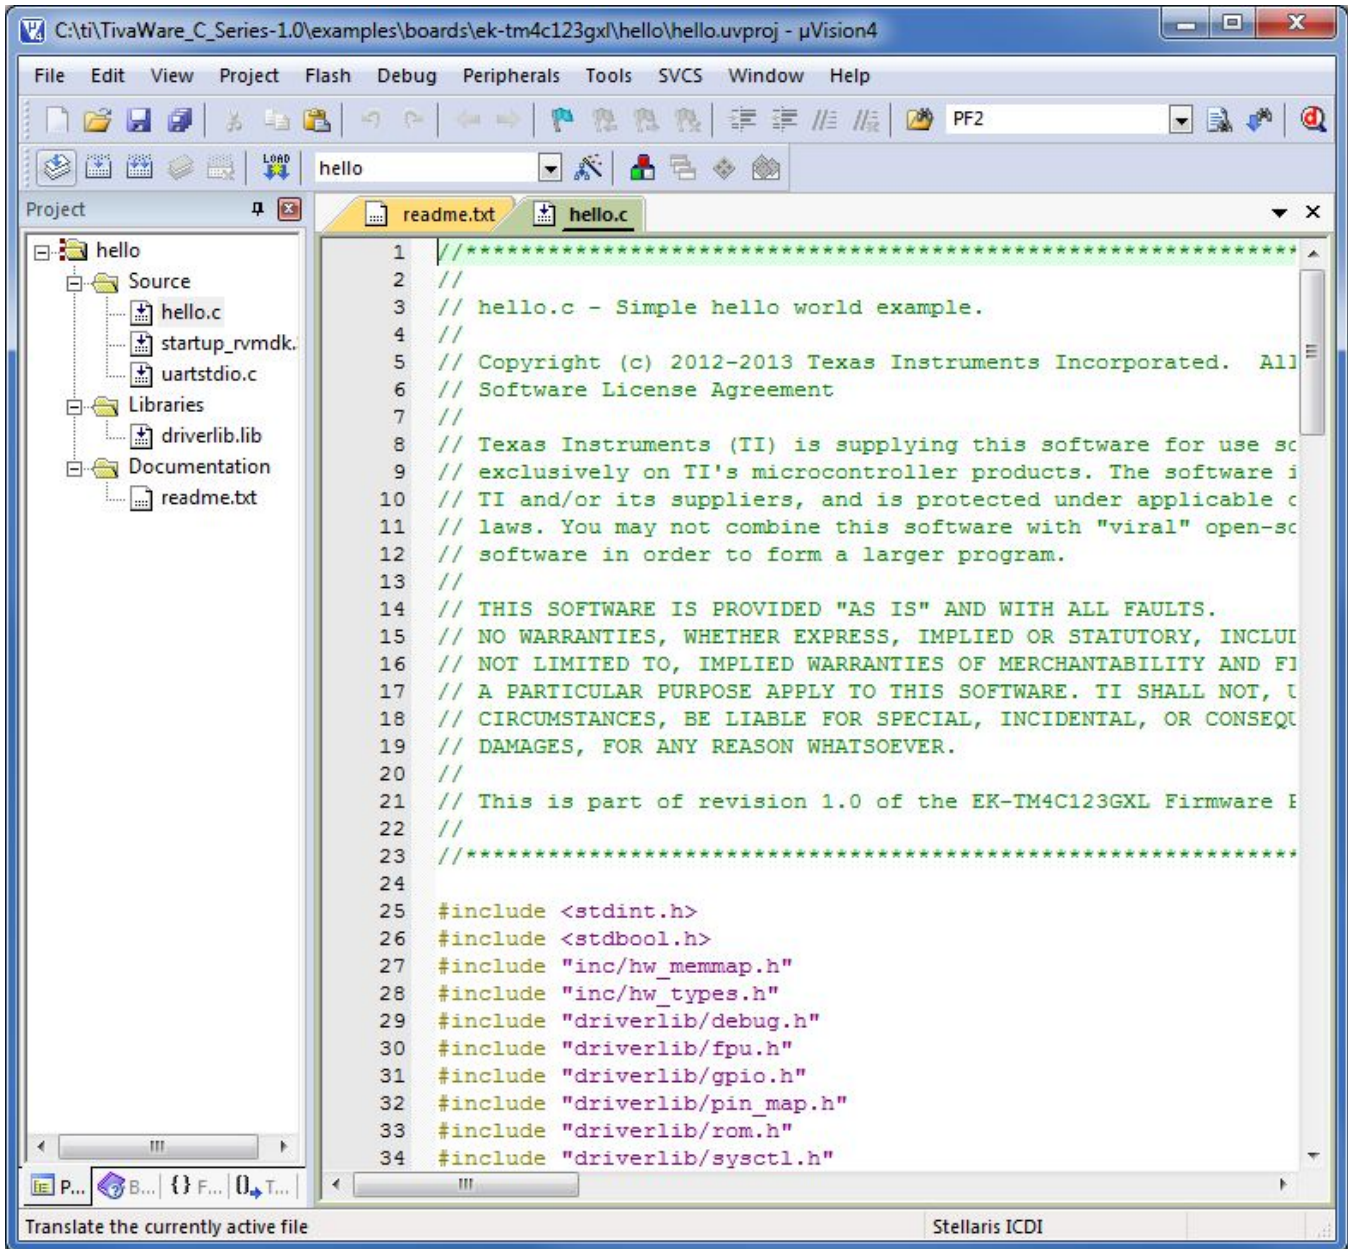 C:\ti\TivaWare_C_Series-1.0\examples\boards\ek-tm4c123gxl\hello\hello.uvproj - µVision4
File Edit View Project Flash Debug Peripherals Tools SVCS Window Help
PF2
LOAD hello
Project
readme.txt hello.c
hello
Source
hello.c
startup_rvmdk.
uartstdio.c
Libraries
driverlib.lib
Documentation
readme.txt
1 //**************************************************************
2 //
3 // hello.c - Simple hello world example.
4 //
5 // Copyright (c) 2012-2013 Texas Instruments Incorporated.  All
6 // Software License Agreement
7 //
8 // Texas Instruments (TI) is supplying this software for use so
9 // exclusively on TI's microcontroller products. The software i
10 // TI and/or its suppliers, and is protected under applicable c
11 // laws. You may not combine this software with "viral" open-so
12 // software in order to form a larger program.
13 //
14 // THIS SOFTWARE IS PROVIDED "AS IS" AND WITH ALL FAULTS.
15 // NO WARRANTIES, WHETHER EXPRESS, IMPLIED OR STATUTORY, INCLUD
16 // NOT LIMITED TO, IMPLIED WARRANTIES OF MERCHANTABILITY AND FI
17 // A PARTICULAR PURPOSE APPLY TO THIS SOFTWARE. TI SHALL NOT, U
18 // CIRCUMSTANCES, BE LIABLE FOR SPECIAL, INCIDENTAL, OR CONSEQU
19 // DAMAGES, FOR ANY REASON WHATSOEVER.
20 //
21 // This is part of revision 1.0 of the EK-TM4C123GXL Firmware P
22 //
23 //**************************************************************
24
25 #include <stdint.h>
26 #include <stdbool.h>
27 #include "inc/hw_memmap.h"
28 #include "inc/hw_types.h"
29 #include "driverlib/debug.h"
30 #include "driverlib/fpu.h"
31 #include "driverlib/gpio.h"
32 #include "driverlib/pin_map.h"
33 #include "driverlib/rom.h"
34 #include "driverlib/sysctl.h"
P... B... {} F... 0 T...
Translate the currently active file Stellaris ICDI